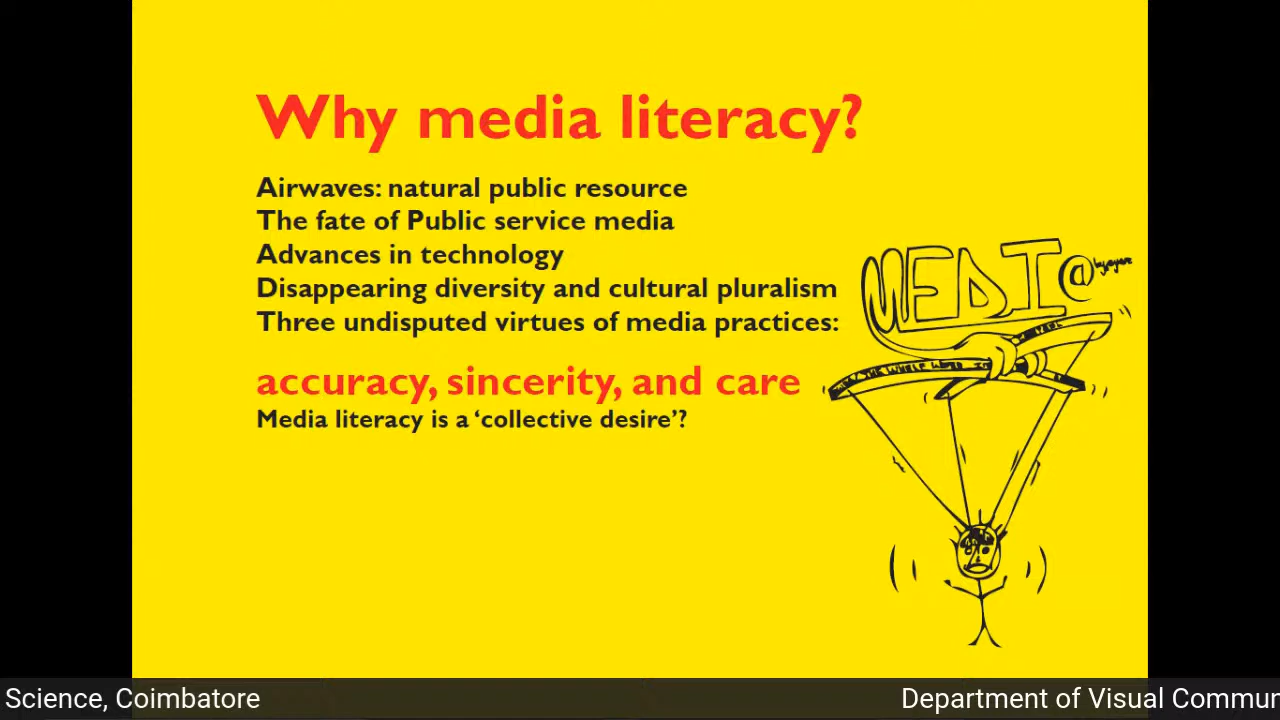 Why media literacy?
Airwaves: natural public resource
The fate of Public service media
Advances in technology
Disappearing diversity and cultural pluralism
Three undisputed virtues of media practices:
accuracy, sincerity, and care
Media literacy is a ‘collective desire’?
MEDI@
THE WHOLE
Science, Coimbatore
Department of Visual Commur